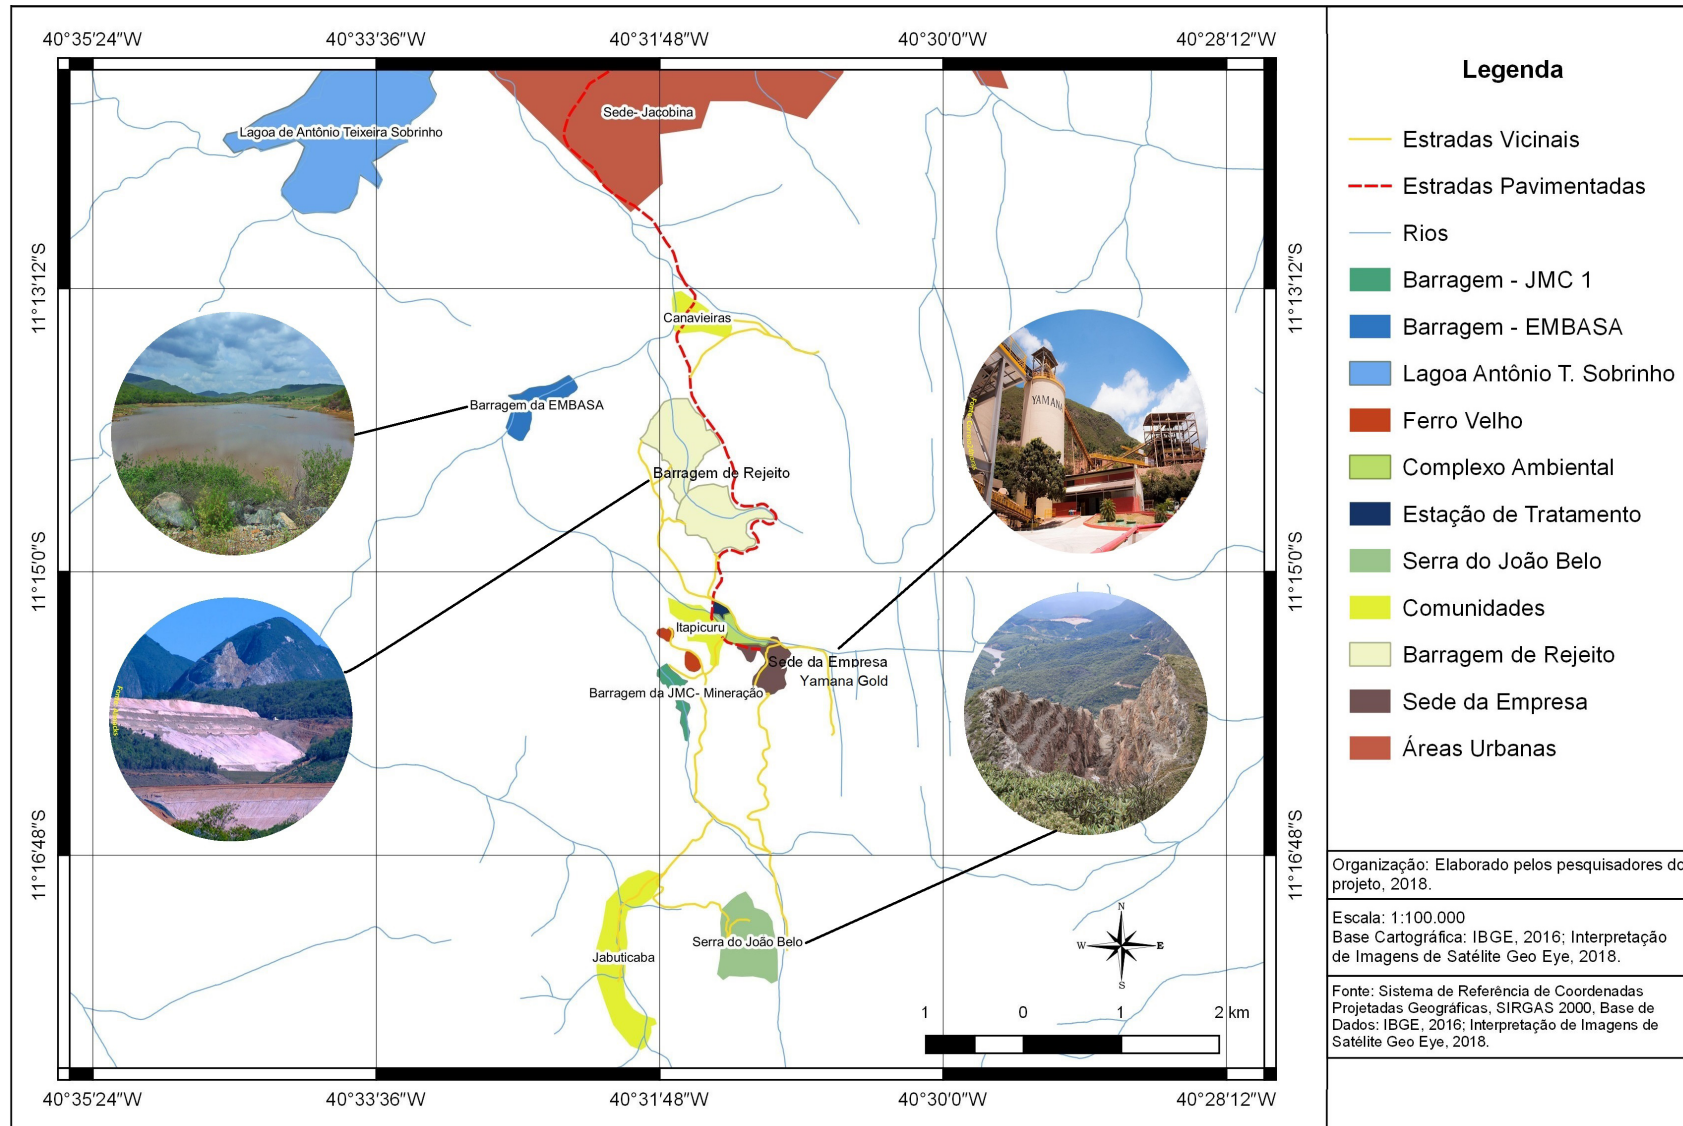 40°35'24"W
40°33'36"W
40°31'48"W
40°30'0"W
40°28'12"W
11°13'12"S
11°15'0"S
11°16'48"S
11°13'12"S
11°15'0"S
11°16'48"S
Lagoa de Antônio Teixeira Sobrinho
Sede- Jacobina
Canavieiras
Barragem da EMBASA
Barragem de Rejeito
YAMANA
Itapicuru
Sede da Empresa
Yamana Gold
Barragem da JMC- Mineração
Serra do João Belo
Jabuticaba
N
W
E
S
1
0
1
2 km
40°35'24"W
40°33'36"W
40°31'48"W
40°30'0"W
40°28'12"W
Legenda
Estradas Vicinais
Estradas Pavimentadas
Rios
Barragem - JMC 1
Barragem - EMBASA
Lagoa Antônio T. Sobrinho
Ferro Velho
Complexo Ambiental
Estação de Tratamento
Serra do João Belo
Comunidades
Barragem de Rejeito
Sede da Empresa
Áreas Urbanas
Organização: Elaborado pelos pesquisadores do
projeto, 2018.
Escala: 1:100.000
Base Cartográfica: IBGE, 2016; Interpretação
de Imagens de Satélite Geo Eye, 2018.
Fonte: Sistema de Referência de Coordenadas
Projetadas Geográficas, SIRGAS 2000, Base de
Dados: IBGE, 2016; Interpretação de Imagens de
Satélite Geo Eye, 2018.